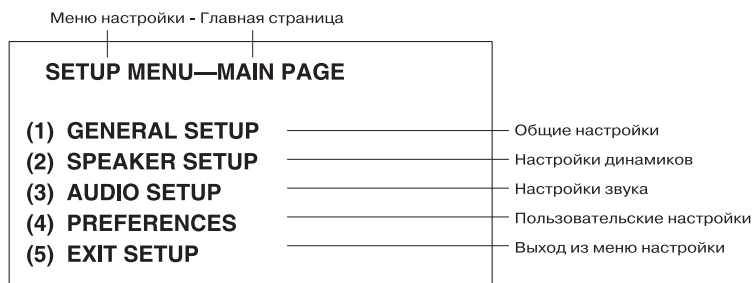 Меню настройки - Главная страница
SETUP MENU—MAIN PAGE
(1) GENERAL SETUP Общие настройки
(2) SPEAKER SETUP Настройки динамиков
(3) AUDIO SETUP Настройки звука
(4) PREFERENCES Пользовательские настройки
(5) EXIT SETUP Выход из меню настройки